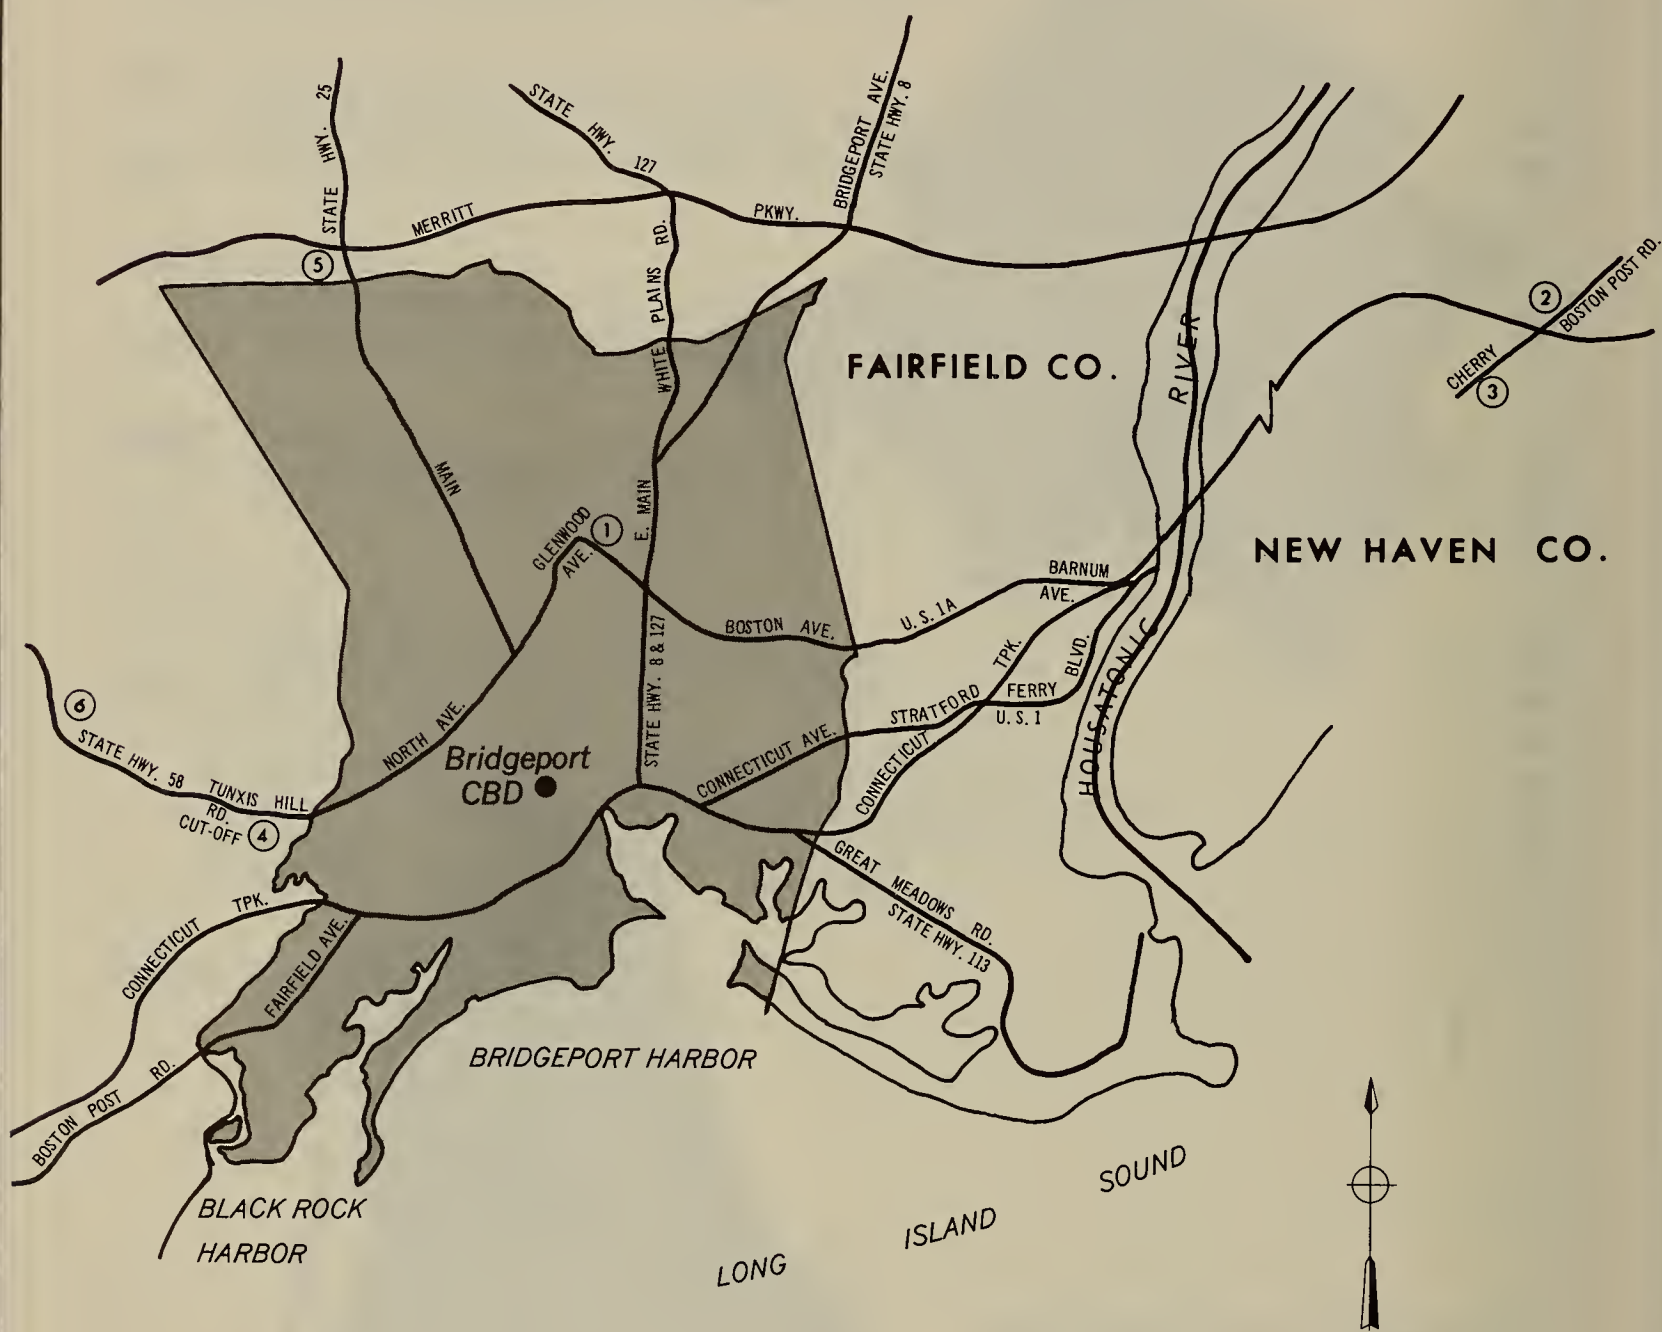 STATE HWY. 25
STATE HWY. 127
BRIDGEPORT AVE.
STATE HWY. 8
MERRITT PKWY.
5
WHITE PLAINS RD.
2
BOSTON POST RD.
CHERRY
3
FAIRFIELD CO.
RIVER
MAIN
E. MAIN
GLENWOOD
AVE.
1
NEW HAVEN CO.
BARNUM
AVE.
U.S. 1A
BOSTON AVE.
STATE HWY. 8 & 127
TPK.
BLVD.
FERRY
U.S. 1
STRATFORD
HOUSATONIC
6
STATE HWY. 58
TUNXIS HILL
RD.
CUT-OFF
4
NORTH AVE.
Bridgeport
CBD
CONNECTICUT AVE.
CONNECTICUT
GREAT MEADOWS RD.
STATE HWY. 113
CONNECTICUT TPK.
FAIRFIELD AVE.
BOSTON POST RD.
BRIDGEPORT HARBOR
BLACK ROCK
HARBOR
LONG ISLAND SOUND